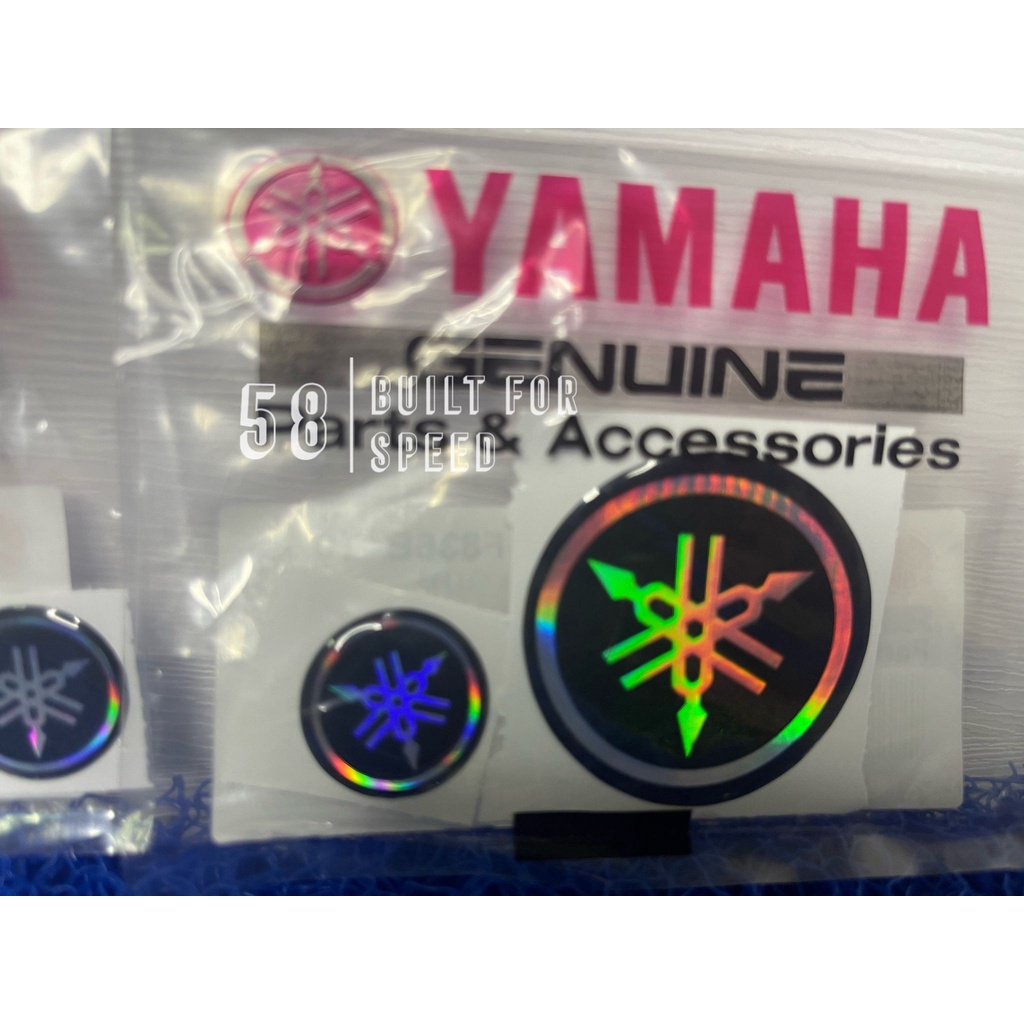 YAMAHA
GENUINE
Parts & Accessories
58
BUILT FOR
SPEED